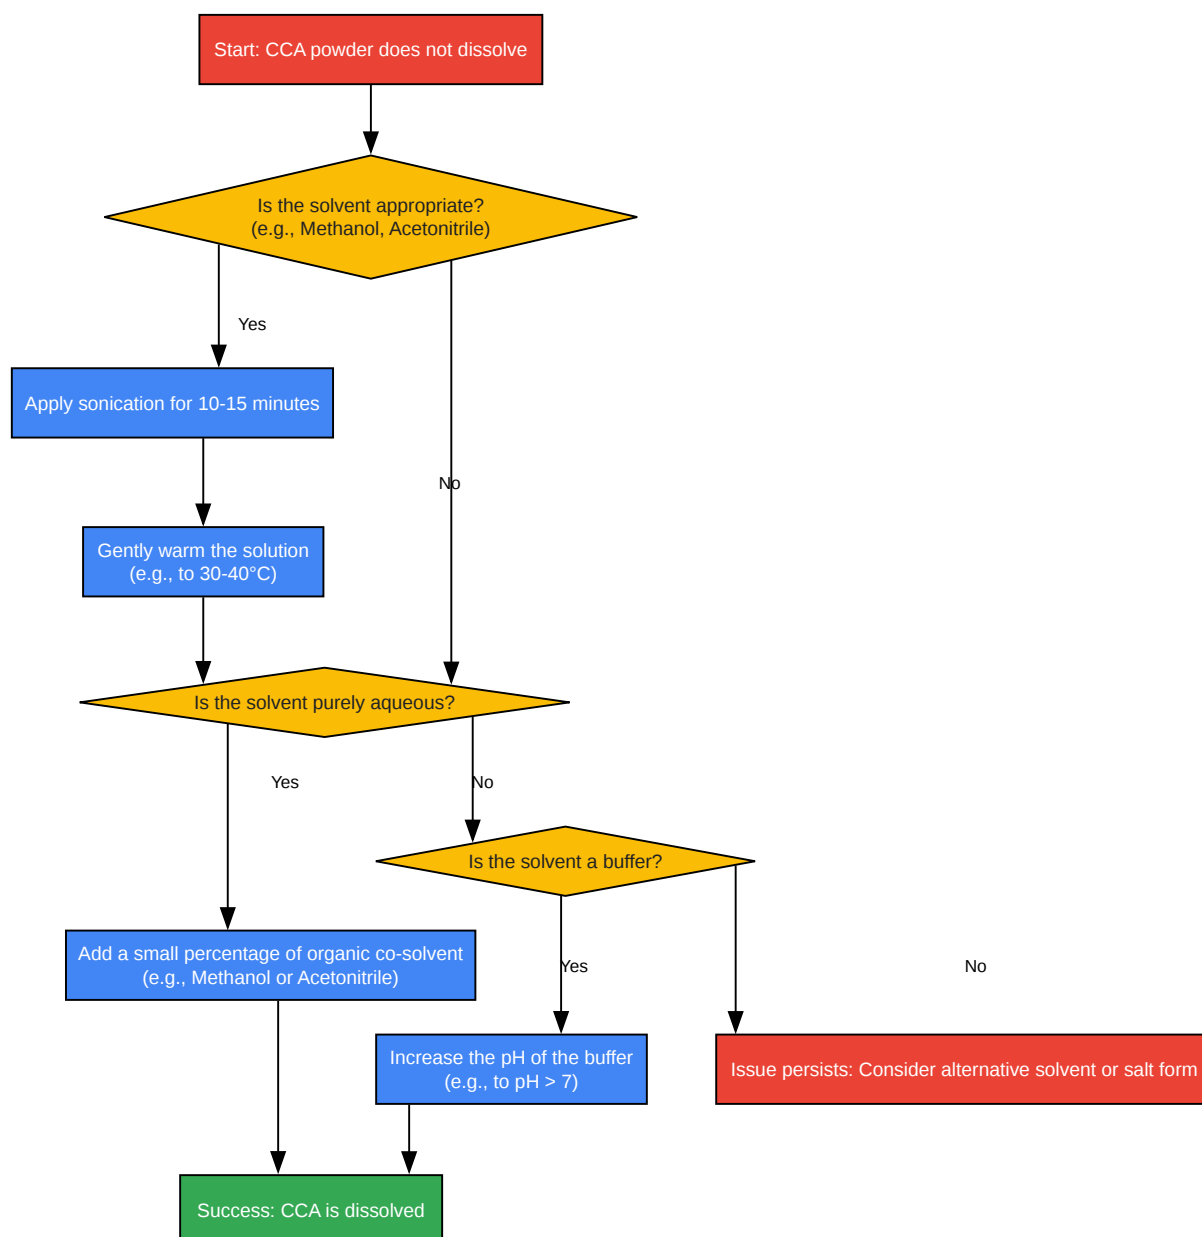 Start: CCA powder does not dissolve
Is the solvent appropriate?
(e.g., Methanol, Acetonitrile)
Yes
Apply sonication for 10-15 minutes
No
Gently warm the solution
(e.g., to 30-40°C)
Is the solvent purely aqueous?
Yes
No
Is the solvent a buffer?
Add a small percentage of organic co-solvent
(e.g., Methanol or Acetonitrile)
Yes
No
Increase the pH of the buffer
(e.g., to pH > 7)
Issue persists: Consider alternative solvent or salt form
Success: CCA is dissolved